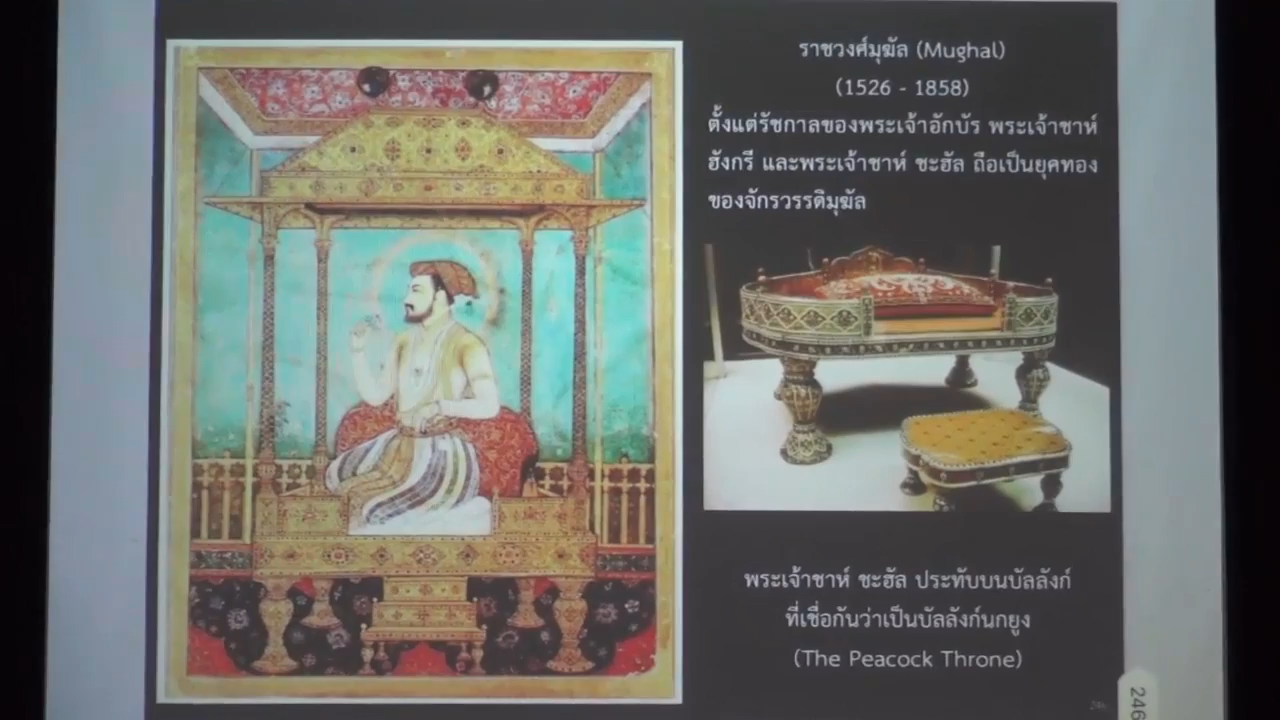 ราชวงศ์มุฆัล (Mughal)
(1526 - 1858)
ตั้งแต่รัชกาลของพระเจ้าอักบัร พระเจ้าชาห์
ฮังกรี และพระเจ้าชาห์ ชะฮัล ถือเป็นยุคทอง
ของจักรวรรดิมุฆัล
พระเจ้าชาห์ ชะฮัล ประทับบนบัลลังก์
ที่เชื่อกันว่าเป็นบัลลังก์นกยูง
(The Peacock Throne)
246
246